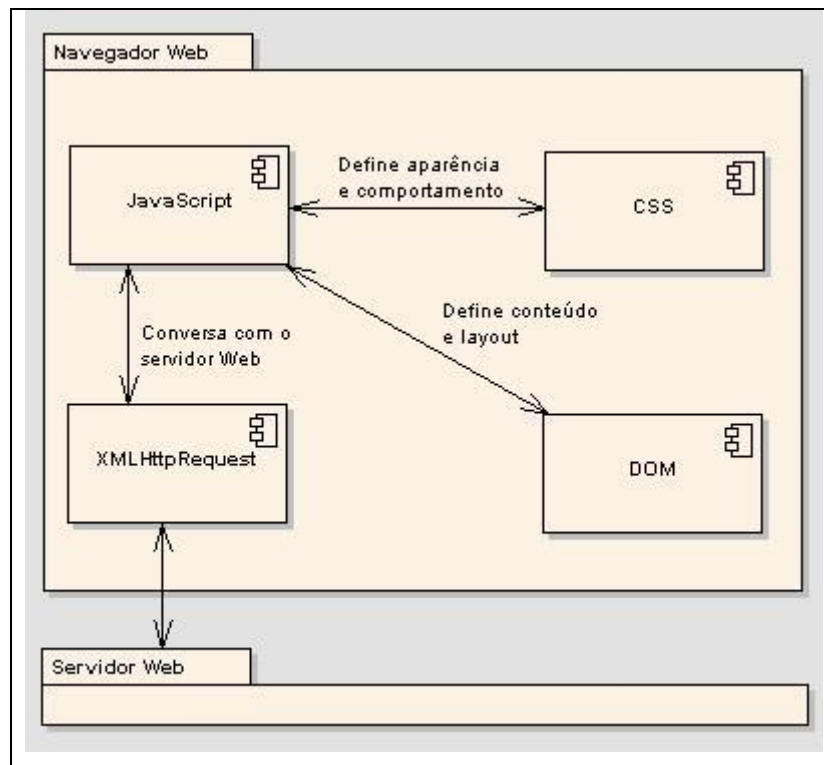 Navegador Web
JavaScript
Define aparência
e comportamento
CSS
Conversa com o
servidor Web
Define conteúdo
e layout
XMLHttpRequest
DOM
Servidor Web